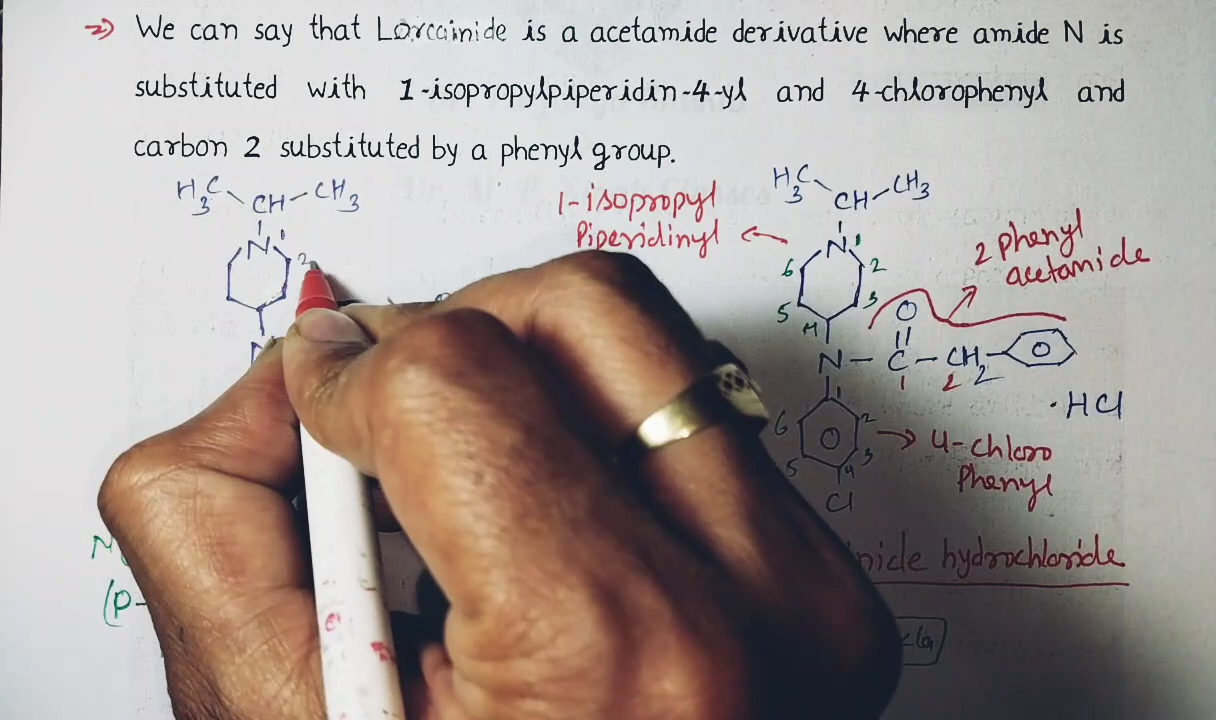 ⇒ We can say that Lorcainide is a acetamide derivative where amide N is
substituted with 1-isopropylpiperidin-4-yl and 4-chlorophenyl and
carbon 2 substituted by a phenyl group.
H3C CH CH3
N 1
2
1-isopropyl
Piperidinyl
H3C CH CH3
N 1
6 2
5 3
4
2 phenyl
acetamide
O
N - C - CH2
1 2
·HCl
1
6 2
5 3
4
Cl
4-chloro
Phenyl
nide hydrochloride
(p-